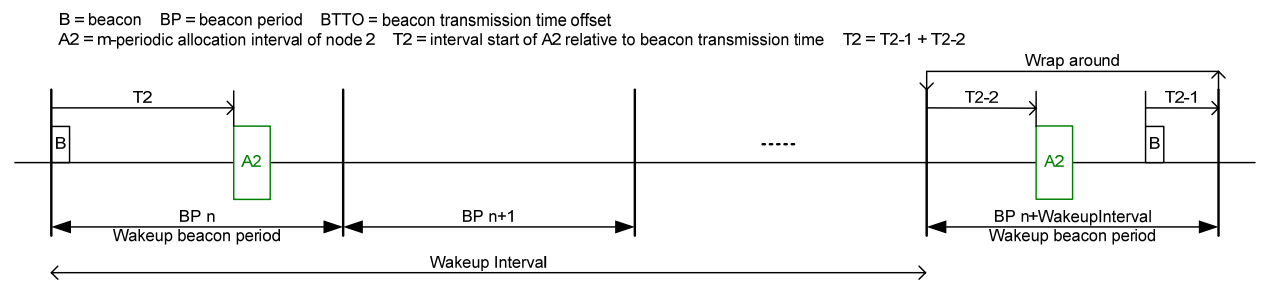 B = beacon BP = beacon period BTTO = beacon transmission time offset
A2 = m-periodic allocation interval of node 2 T2 = interval start of A2 relative to beacon transmission time T2 = T2-1 + T2-2
Wrap around
T2 T2-2 T2-1
B A2 ..... A2 B
BP n BP n+1 BP n+WakeupInterval
Wakeup beacon period Wakeup beacon period
Wakeup Interval